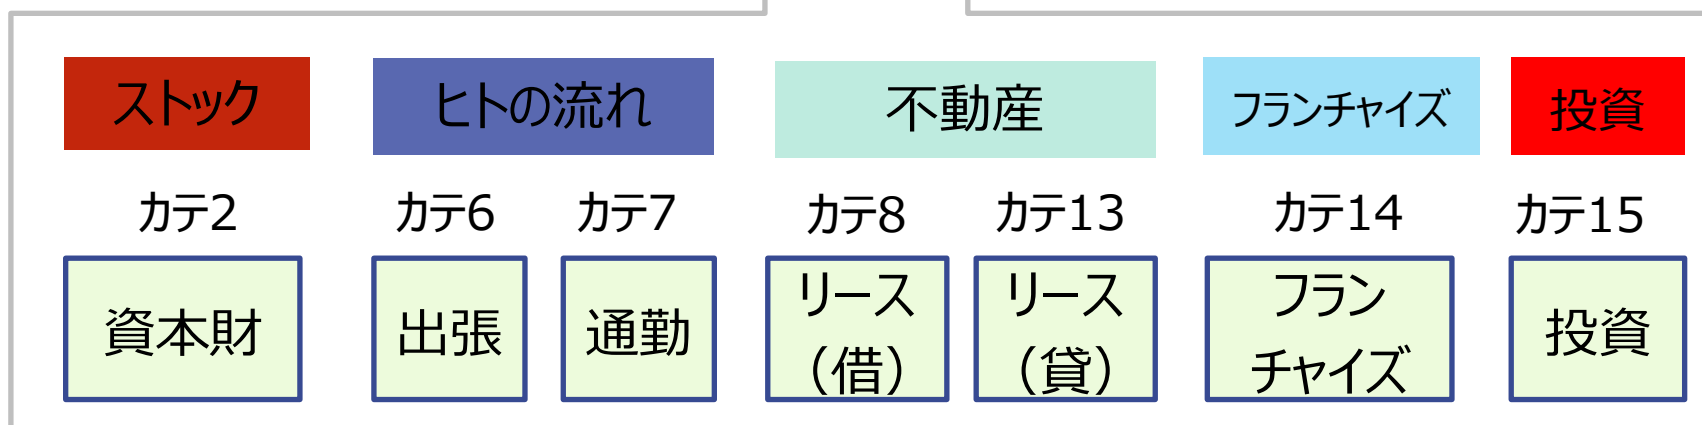 ストック
ヒトの流れ
不動産
フランチャイズ
投資
カテ2
カテ6
カテ7
カテ8
カテ13
カテ14
カテ15
資本財
出張
通勤
リース
（借）
リース
（貸）
フラン
チャイズ
投資